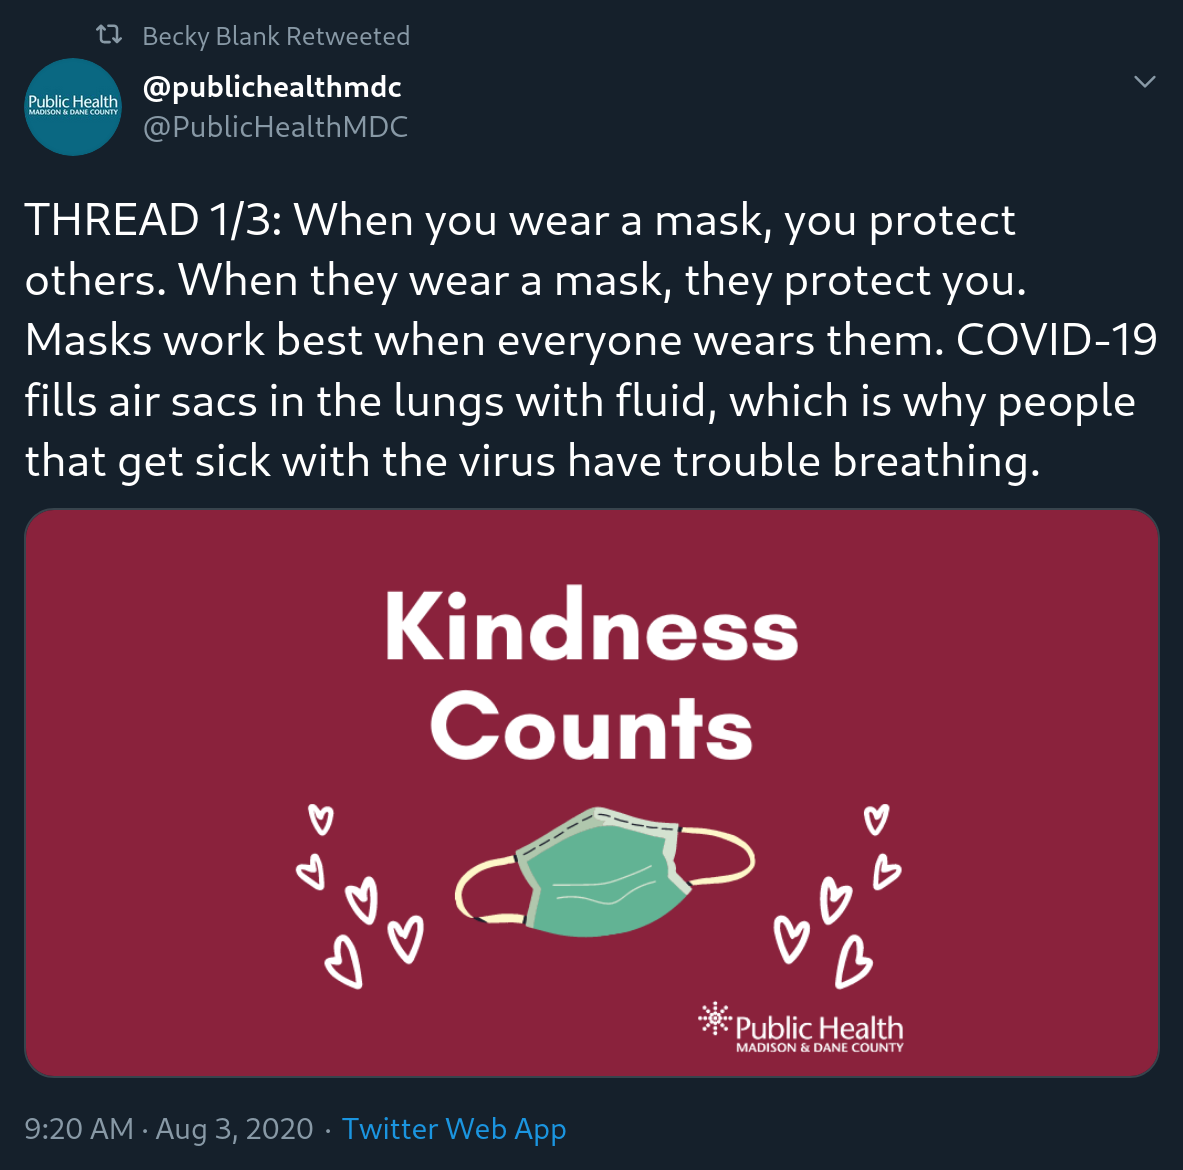 Becky Blank Retweeted
Public Health
MADISON & DANE COUNTY
@publichealthmdc
@PublicHealthMDC
THREAD 1/3: When you wear a mask, you protect
others. When they wear a mask, they protect you.
Masks work best when everyone wears them. COVID-19
fills air sacs in the lungs with fluid, which is why people
that get sick with the virus have trouble breathing.
Kindness
Counts
Public Health
MADISON & DANE COUNTY
9:20 AM · Aug 3, 2020 · Twitter Web App